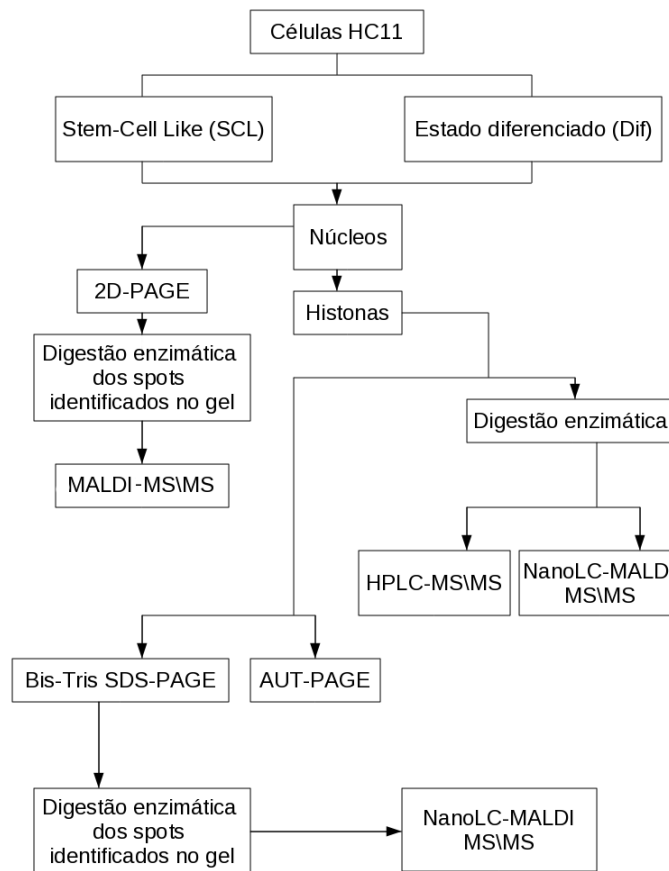 Células HC11
Stem-Cell Like (SCL)
Estado diferenciado (Dif)
Núcleos
2D-PAGE
Histonas
Digestão enzimática
dos spots
identificados no gel
Digestão enzimática
MALDI-MS\MS
HPLC-MS\MS
NanoLC-MALD
MS\MS
Bis-Tris SDS-PAGE
AUT-PAGE
Digestão enzimática
dos spots
identificados no gel
NanoLC-MALDI
MS\MS